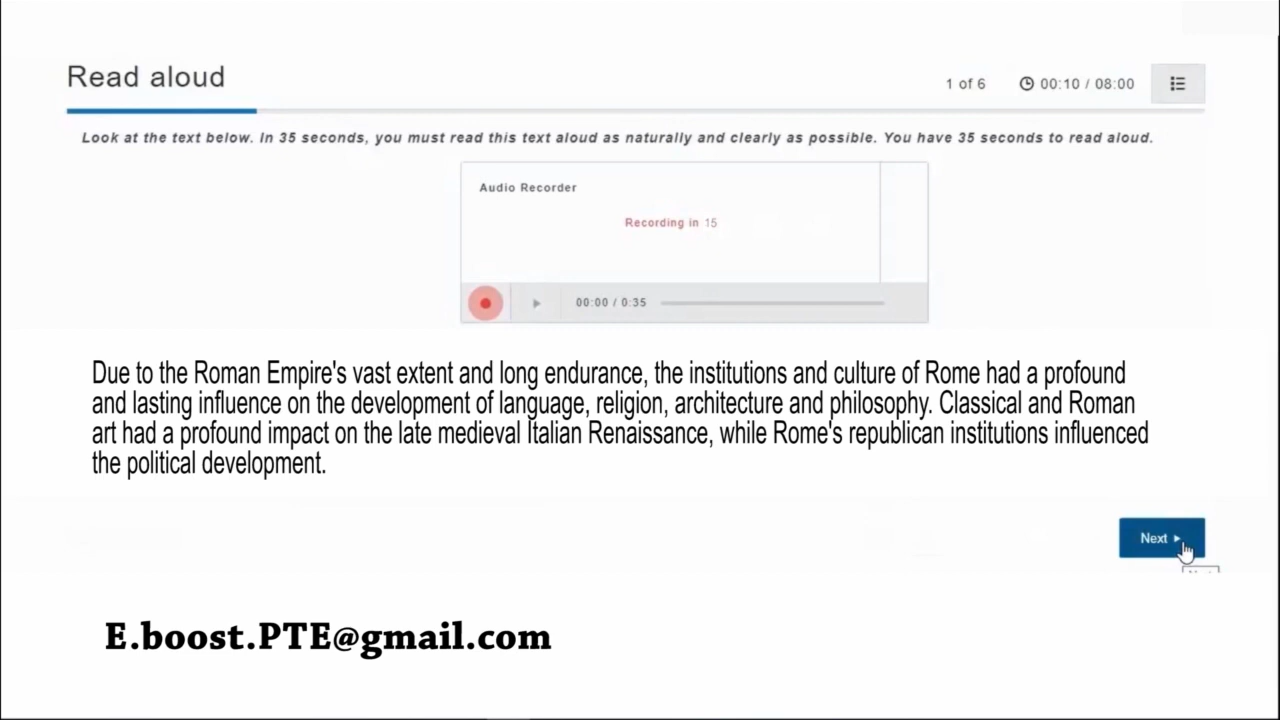 Read aloud
1 of 6
00:10 / 08:00
Look at the text below. In 35 seconds, you must read this text aloud as naturally and clearly as possible. You have 35 seconds to read aloud.
Audio Recorder
Recording in 15
00:00 / 0:35
Due to the Roman Empire's vast extent and long endurance, the institutions and culture of Rome had a profound
and lasting influence on the development of language, religion, architecture and philosophy. Classical and Roman
art had a profound impact on the late medieval Italian Renaissance, while Rome's republican institutions influenced
the political development.
Next
E.boost.PTE@gmail.com